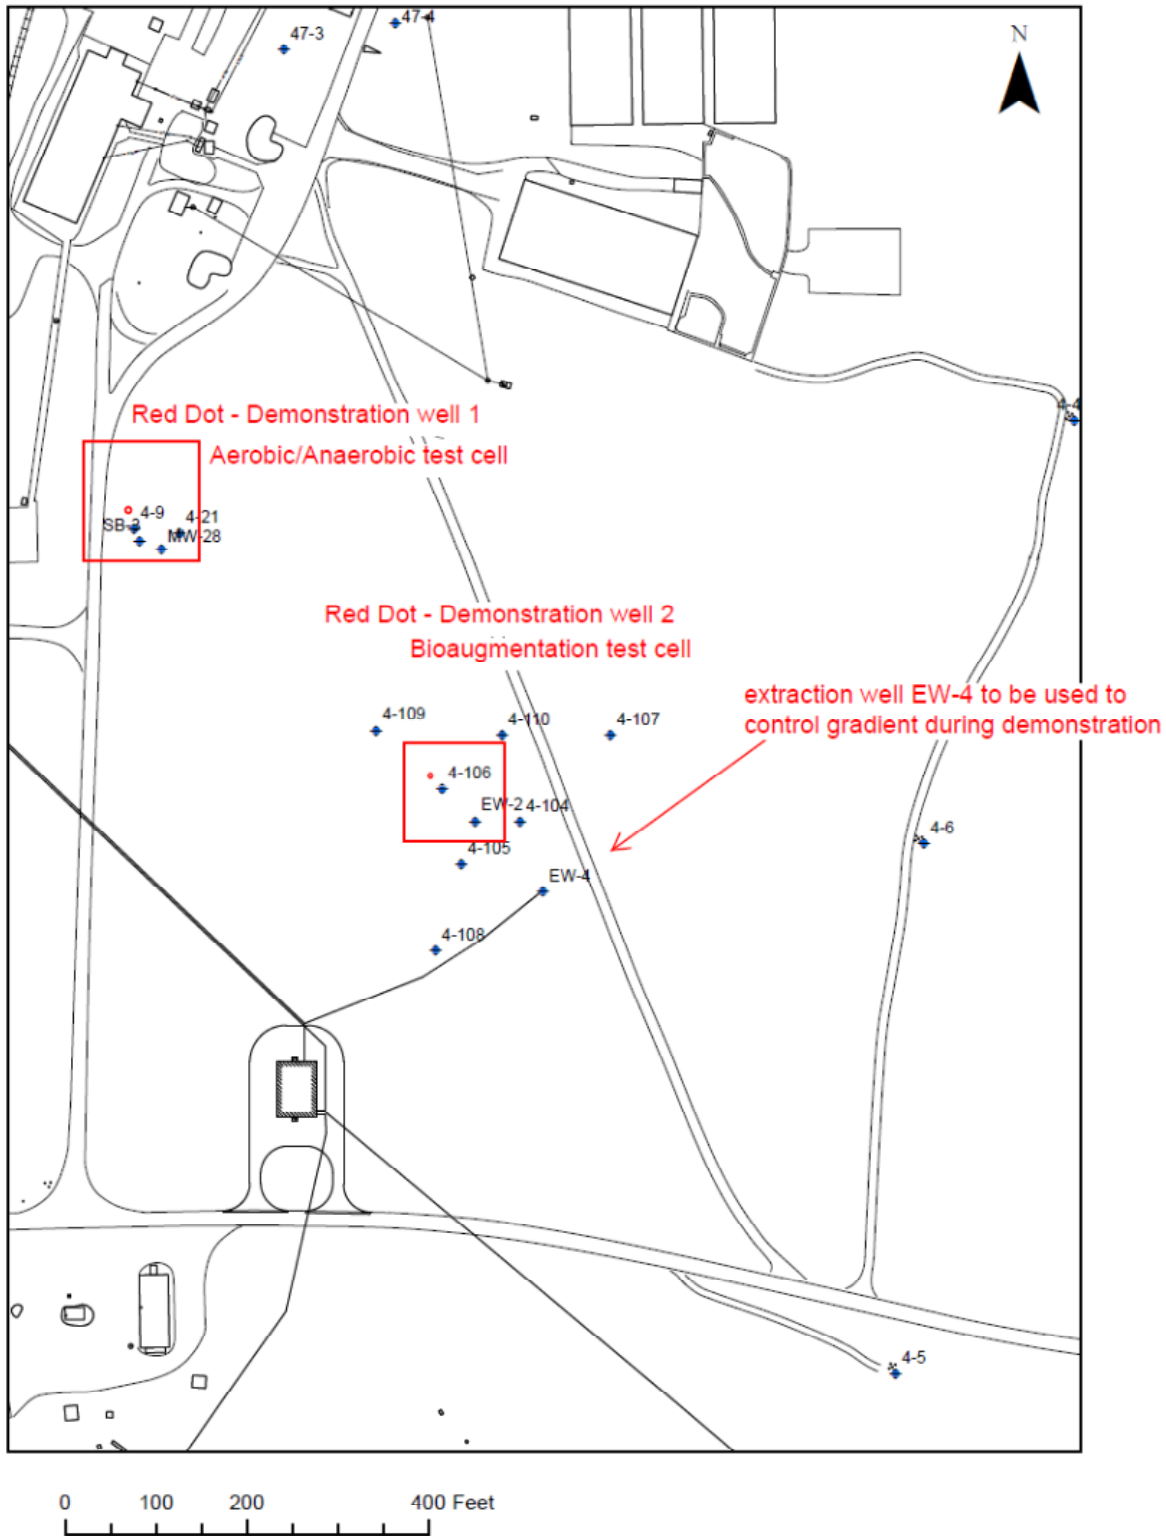 47-4
47-3
N
4-4
Red Dot - Demonstration well 1
Aerobic/Anaerobic test cell
4-9
4-21
SB-3
MW-28
Red Dot - Demonstration well 2
Bioaugmentation test cell
extraction well EW-4 to be used to
control gradient during demonstration
4-109
4-110
4-107
4-106
EW-2
4-104
4-6
4-105
EW-4
4-108
4-5
0 100 200 400 Feet